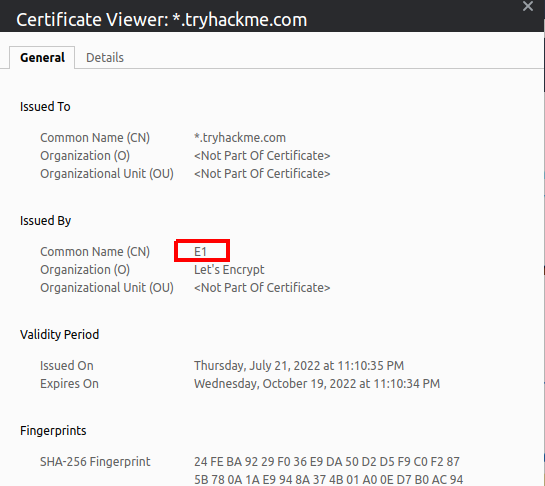 Certificate Viewer: *.tryhackme.com
General Details
Issued To
Common Name (CN) *.tryhackme.com
Organization (O) <Not Part Of Certificate>
Organizational Unit (OU) <Not Part Of Certificate>
Issued By
Common Name (CN) E1
Organization (O) Let's Encrypt
Organizational Unit (OU) <Not Part Of Certificate>
Validity Period
Issued On Thursday, July 21, 2022 at 11:10:35 PM
Expires On Wednesday, October 19, 2022 at 11:10:34 PM
Fingerprints
SHA-256 Fingerprint 24 FE BA 92 29 F0 36 E9 DA 50 D2 D5 F9 C0 F2 87
5B 78 0A 1A E9 94 8A 37 4B 01 A0 0E D7 B0 AC 94